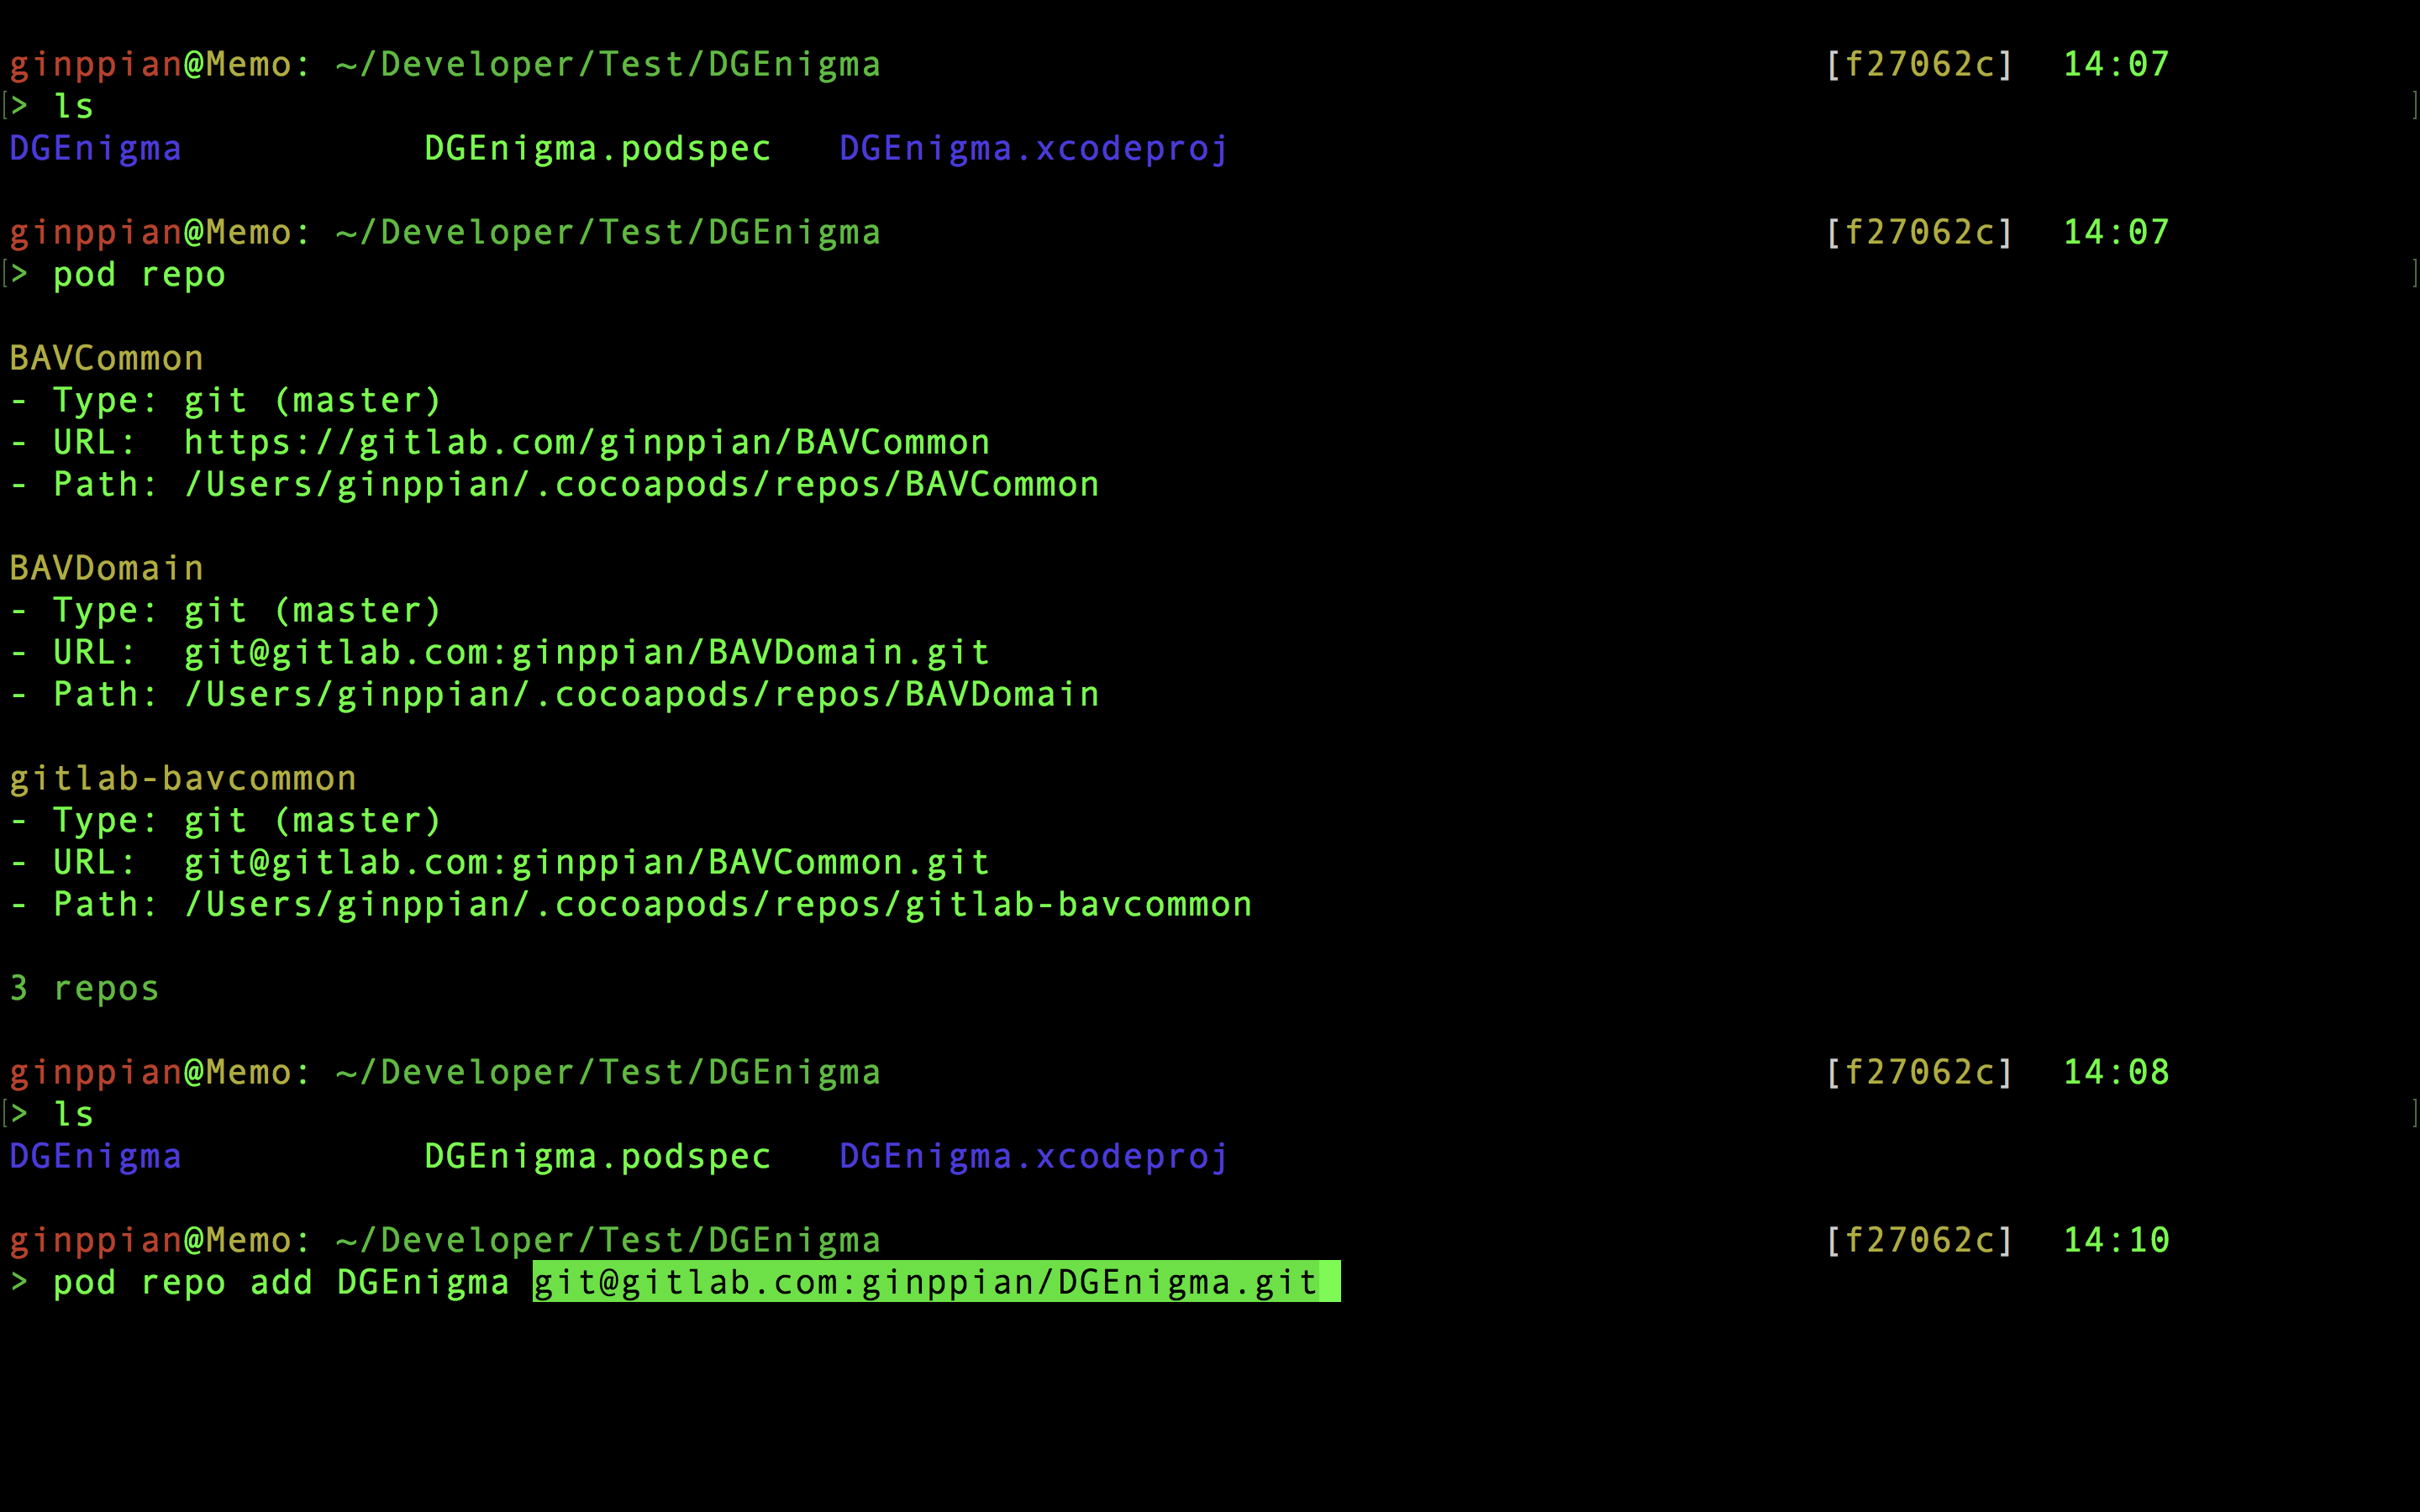 ginppian@Memo: ~/Developer/Test/DGEnigma [f27062c] 14:07
[> ls ]
DGEnigma DGEnigma.podspec DGEnigma.xcodeproj
ginppian@Memo: ~/Developer/Test/DGEnigma [f27062c] 14:07
[> pod repo ]
BAVCommon
- Type: git (master)
- URL: https://gitlab.com/ginppian/BAVCommon
- Path: /Users/ginppian/.cocoapods/repos/BAVCommon
BAVDomain
- Type: git (master)
- URL: git@gitlab.com:ginppian/BAVDomain.git
- Path: /Users/ginppian/.cocoapods/repos/BAVDomain
gitlab-bavcommon
- Type: git (master)
- URL: git@gitlab.com:ginppian/BAVCommon.git
- Path: /Users/ginppian/.cocoapods/repos/gitlab-bavcommon
3 repos
ginppian@Memo: ~/Developer/Test/DGEnigma [f27062c] 14:08
[> ls ]
DGEnigma DGEnigma.podspec DGEnigma.xcodeproj
ginppian@Memo: ~/Developer/Test/DGEnigma [f27062c] 14:10
> pod repo add DGEnigma git@gitlab.com:ginppian/DGEnigma.git